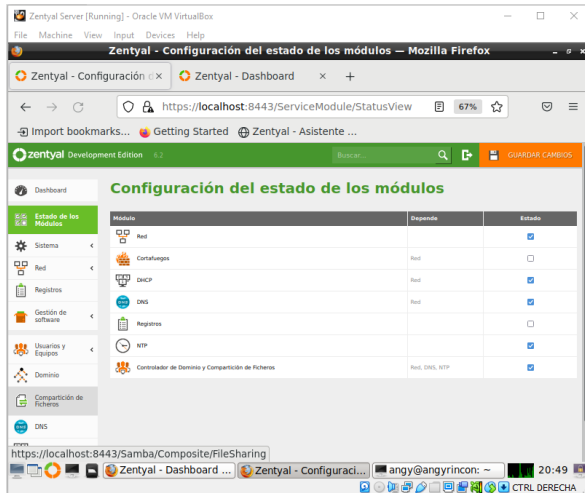 Zentyal Server [Running] - Oracle VM VirtualBox
File Machine View Input Devices Help
Zentyal - Configuración del estado de los módulos — Mozilla Firefox
Zentyal - Configuración d
Zentyal - Dashboard
https://localhost:8443/ServiceModule/StatusView
67%
Import bookmarks...
Getting Started
Zentyal - Asistente ...
zentyal Development Edition 6.2
Buscar...
GUARDAR CAMBIOS
Dashboard
Estado de los
Módulos
Sistema
Red
Registros
Gestión de
software
Usuarios y
Equipos
Dominio
Compartición de
Ficheros
DNS
Configuración del estado de los módulos
Módulo Depende Estado
Red
Cortafuegos Red
DHCP Red
DNS Red
Registros
NTP
Controlador de Dominio y Compartición de Ficheros Red, DNS, NTP
https://localhost:8443/Samba/Composite/FileSharing
Zentyal - Dashboard ...
Zentyal - Configuraci...
angy@angyrincon: ~
20:49
CTRL DERECHA